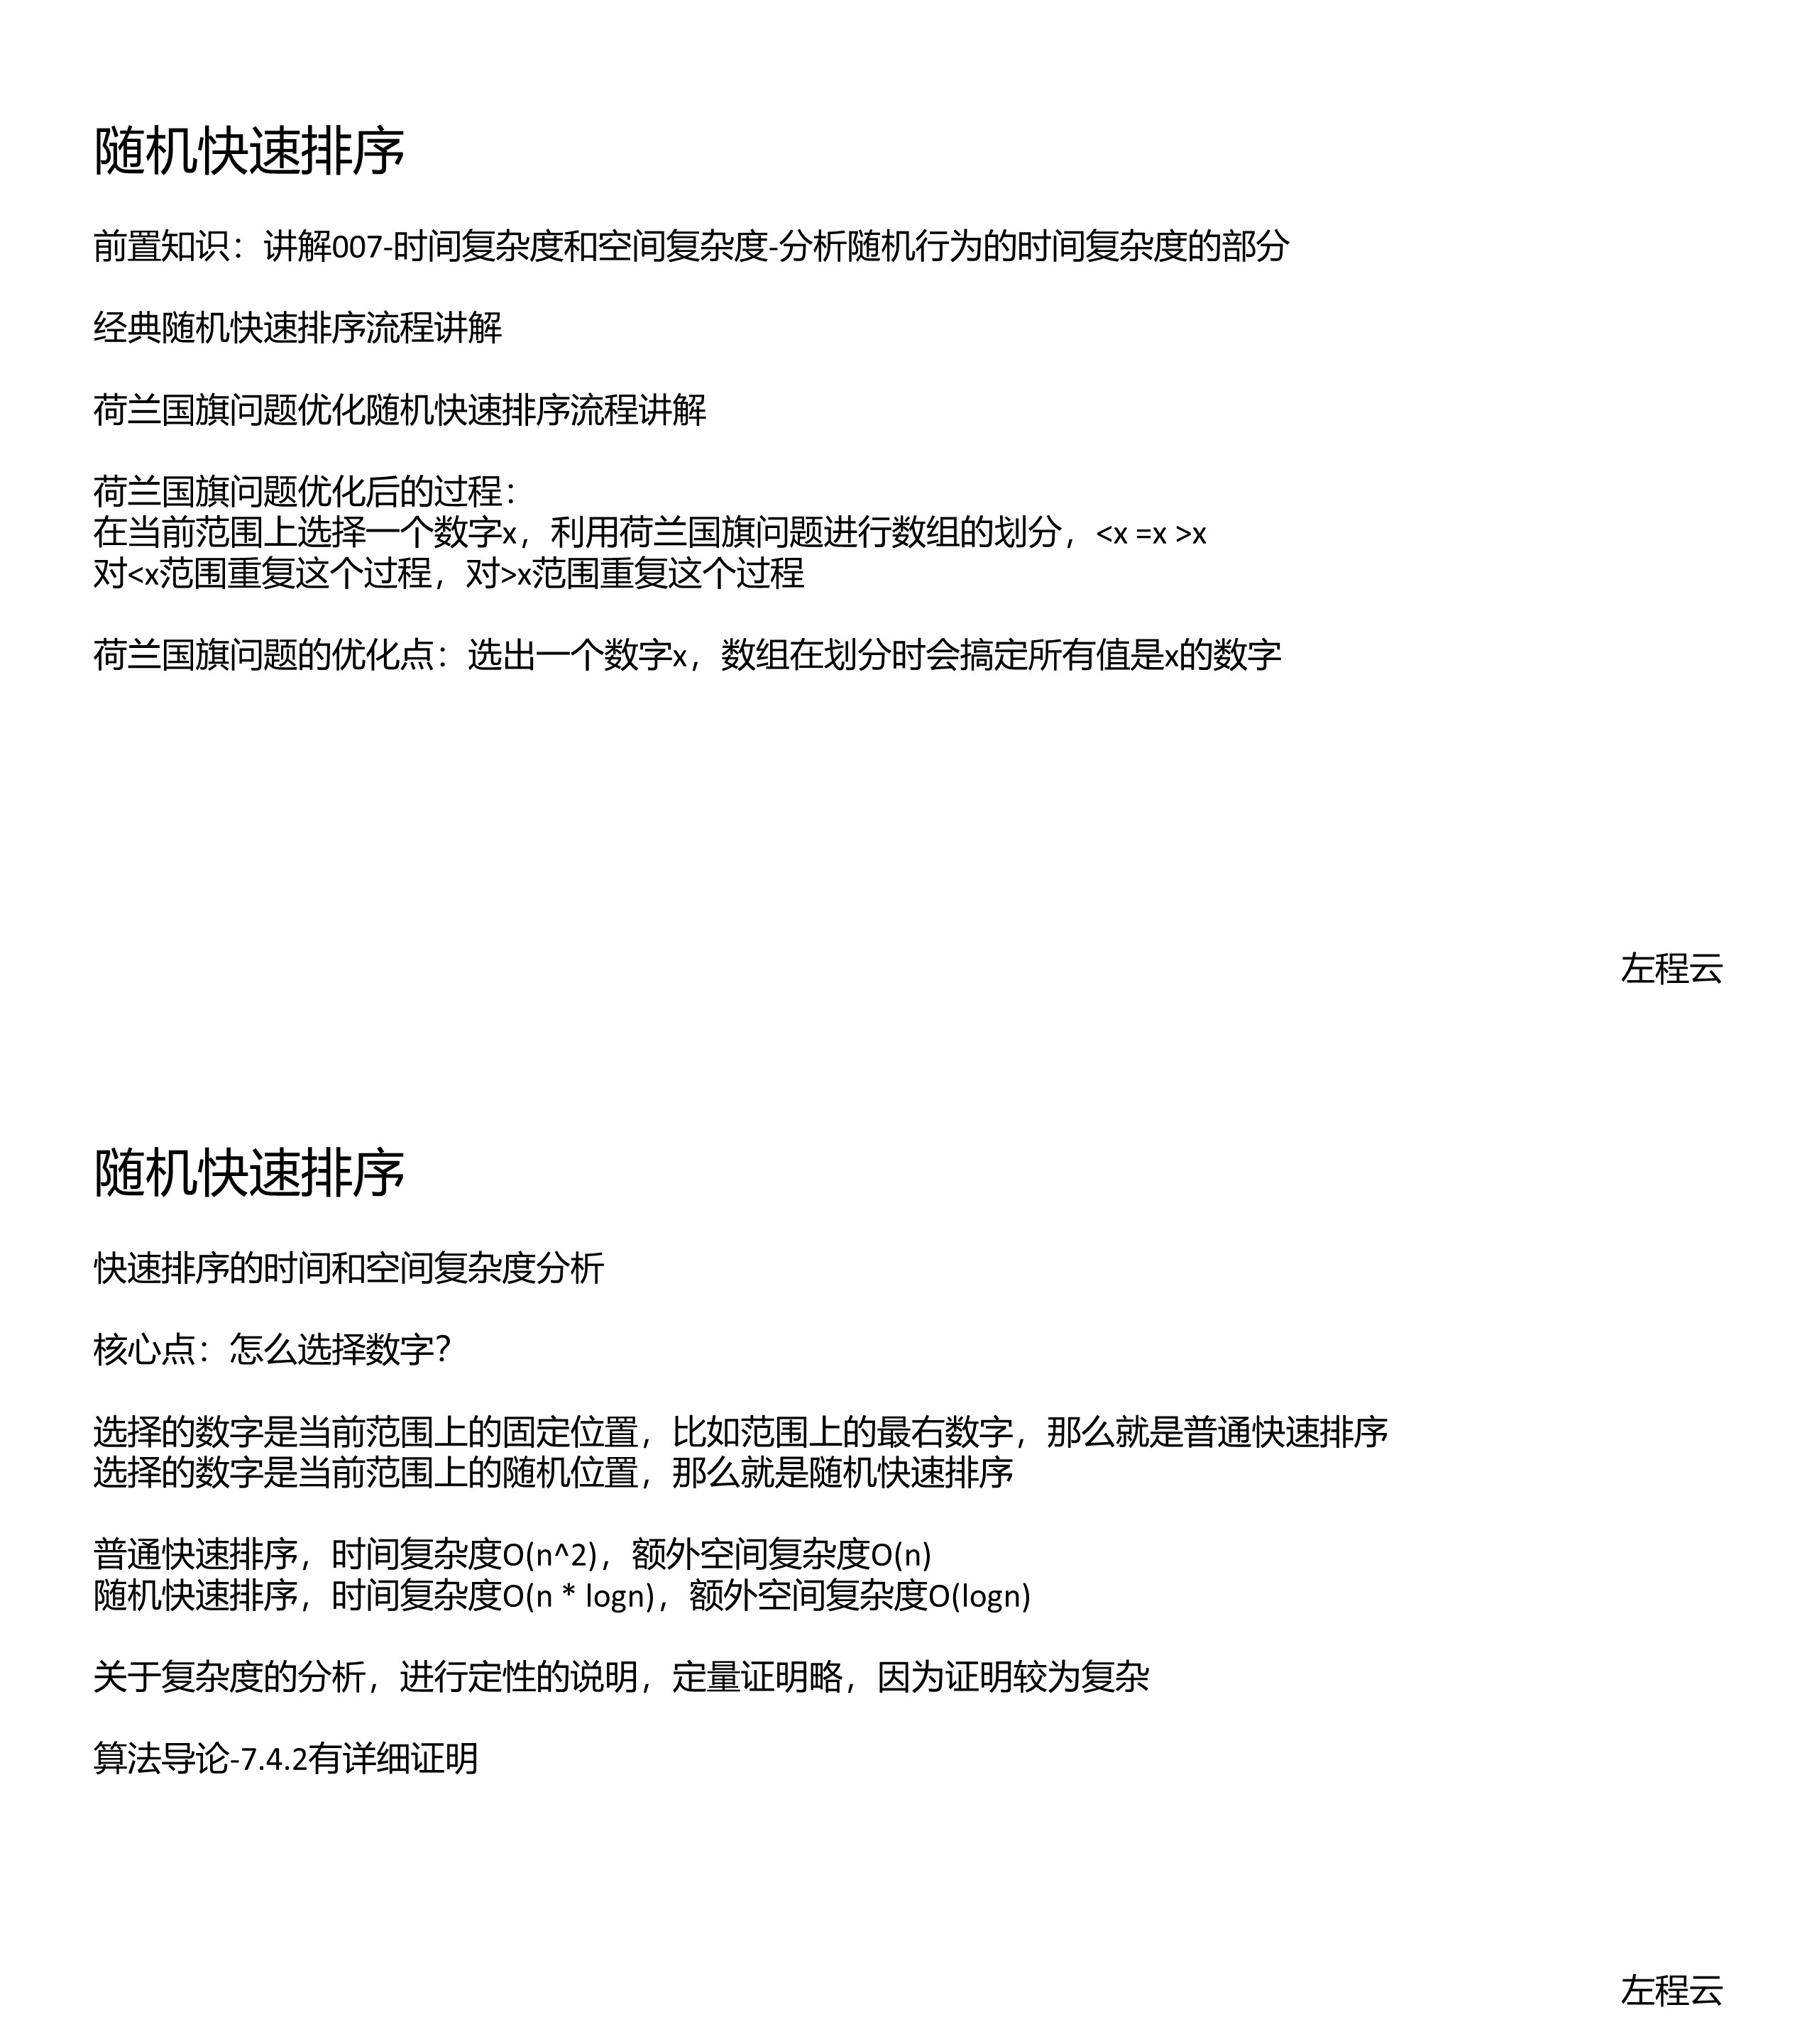 随机快速排序
前置知识：讲解007-时间复杂度和空间复杂度-分析随机行为的时间复杂度的部分
经典随机快速排序流程讲解
荷兰国旗问题优化随机快速排序流程讲解
荷兰国旗问题优化后的过程：
在当前范围上选择一个数字x，利用荷兰国旗问题进行数组的划分，<x =x >x
对<x范围重复这个过程，对>x范围重复这个过程
荷兰国旗问题的优化点：选出一个数字x，数组在划分时会搞定所有值是x的数字
左程云
随机快速排序
快速排序的时间和空间复杂度分析
核心点：怎么选择数字？
选择的数字是当前范围上的固定位置，比如范围上的最右数字，那么就是普通快速排序
选择的数字是当前范围上的随机位置，那么就是随机快速排序
普通快速排序，时间复杂度O(n^2)，额外空间复杂度O(n)
随机快速排序，时间复杂度O(n * logn)，额外空间复杂度O(logn)
关于复杂度的分析，进行定性的说明，定量证明略，因为证明较为复杂
算法导论-7.4.2有详细证明
左程云